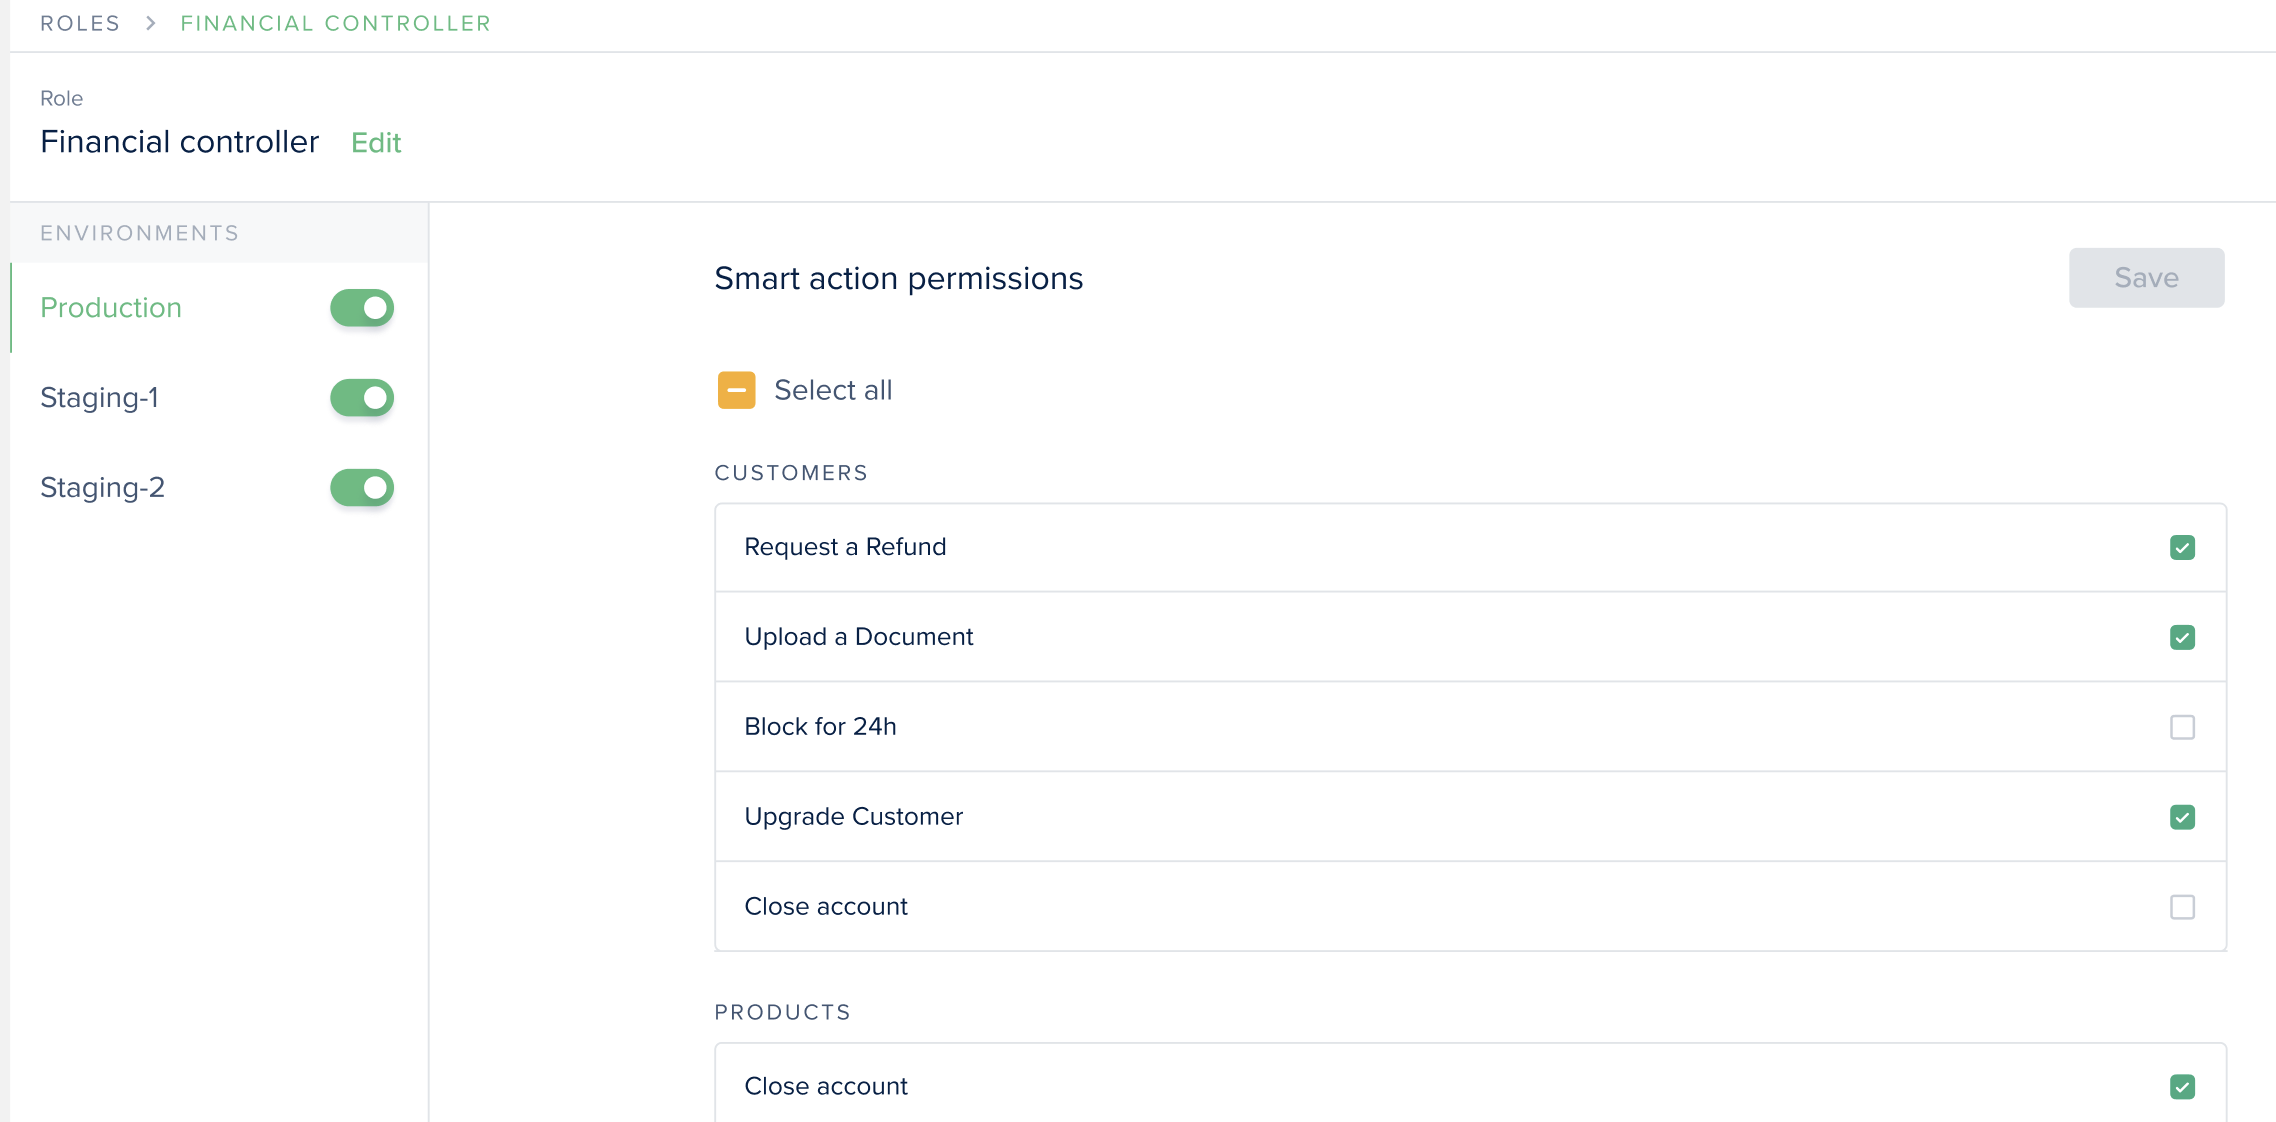 ROLES > FINANCIAL CONTROLLER
Role
Financial controller Edit
ENVIRONMENTS
Production
Staging-1
Staging-2
Smart action permissions
Save
Select all
CUSTOMERS
Request a Refund
Upload a Document
Block for 24h
Upgrade Customer
Close account
PRODUCTS
Close account